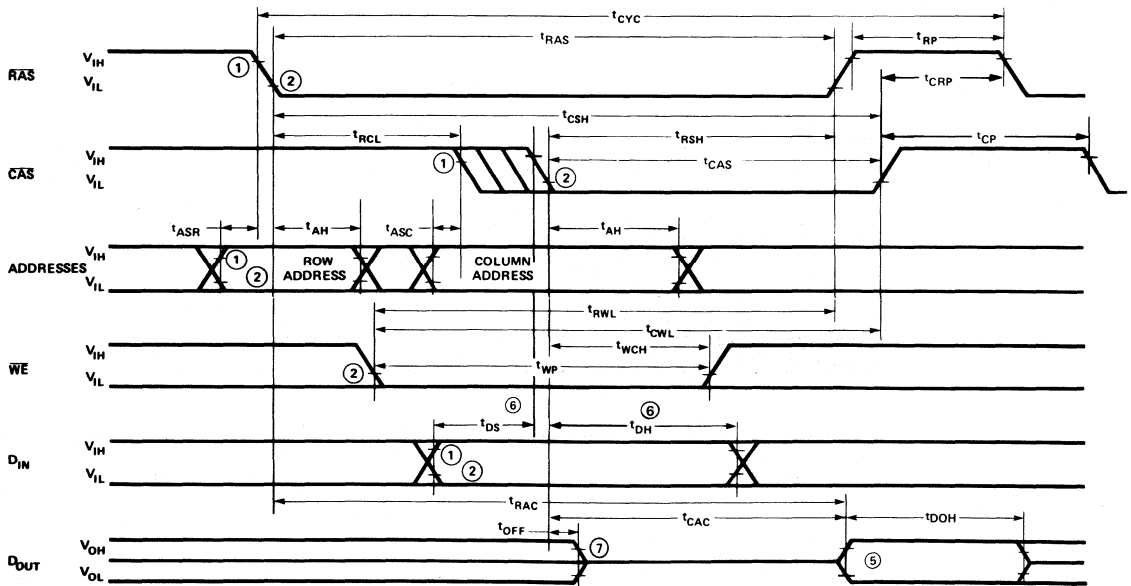 tCYC
tRAS
tRP
RAS
VIH
VIL
1
2
tCRP
tCSH
tRCL
tRSH
tCP
CAS
VIH
VIL
1
2
tCAS
tASR
tAH
tASC
tAH
ADDRESSES
VIH
VIL
1
2
ROW
ADDRESS
COLUMN
ADDRESS
tRWL
tCWL
tWCH
WE
VIH
VIL
2
tWP
6
6
tDS
tDH
DIN
VIH
VIL
1
2
tRAC
tCAC
tDOH
tOFF
DOUT
VOH
VOL
7
5